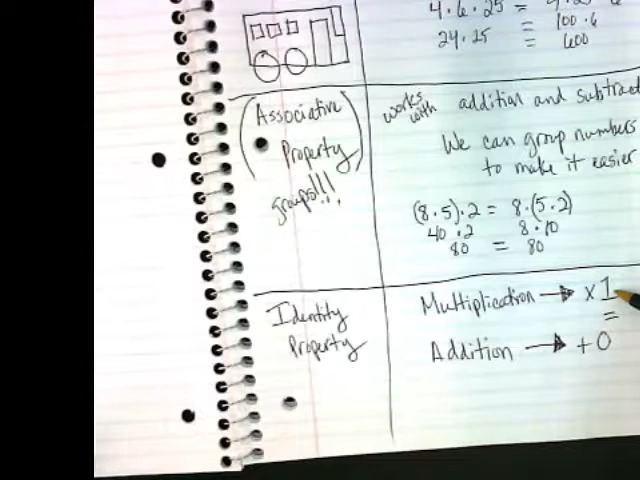 4 · 6 · 25 =
24 · 25 = 100 · 6
= 600
(Associative Property)
groups!!!
works with addition and subtract
We can group numbers
to make it easier
(8 · 5) · 2 = 8 · (5 · 2)
40 · 2 8 · 10
80 = 80
Identity
Property
Multiplication → x 1
=
Addition → + 0